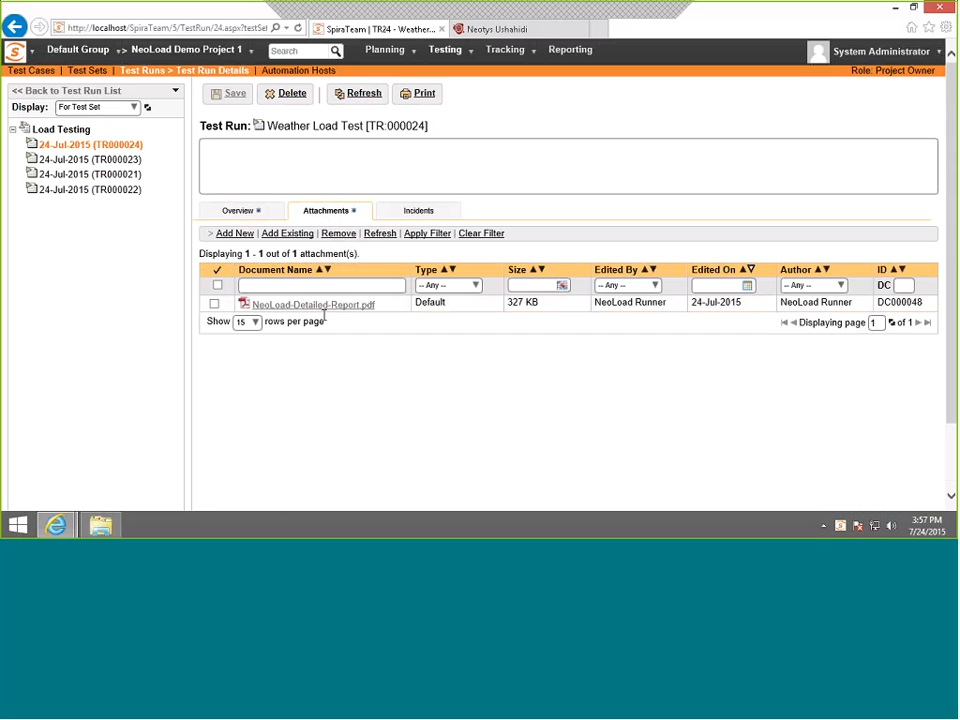 http://localhost/SpiraTeam/5/TestRun/24.aspx?testSet
SpiraTeam | TR24 - Weather...
Neotys Ushahidi
Default Group > NeoLoad Demo Project 1
Search
Planning
Testing
Tracking
Reporting
System Administrator
Test Cases | Test Sets | Test Runs > Test Run Details | Automation Hosts
Role: Project Owner
<< Back to Test Run List
Display: For Test Set
Load Testing
24-Jul-2015 (TR000024)
24-Jul-2015 (TR000023)
24-Jul-2015 (TR000021)
24-Jul-2015 (TR000022)
Save
Delete
Refresh
Print
Test Run: Weather Load Test [TR:000024]
Overview
Attachments
Incidents
> Add New | Add Existing | Remove | Refresh | Apply Filter | Clear Filter
Displaying 1 - 1 out of 1 attachment(s).
Document Name Type Size Edited By Edited On Author ID
-- Any -- -- Any -- -- Any -- DC
NeoLoad-Detailed-Report.pdf Default 327 KB NeoLoad Runner 24-Jul-2015 NeoLoad Runner DC000048
Show 15 rows per page
Displaying page 1 of 1
3:57 PM
7/24/2015